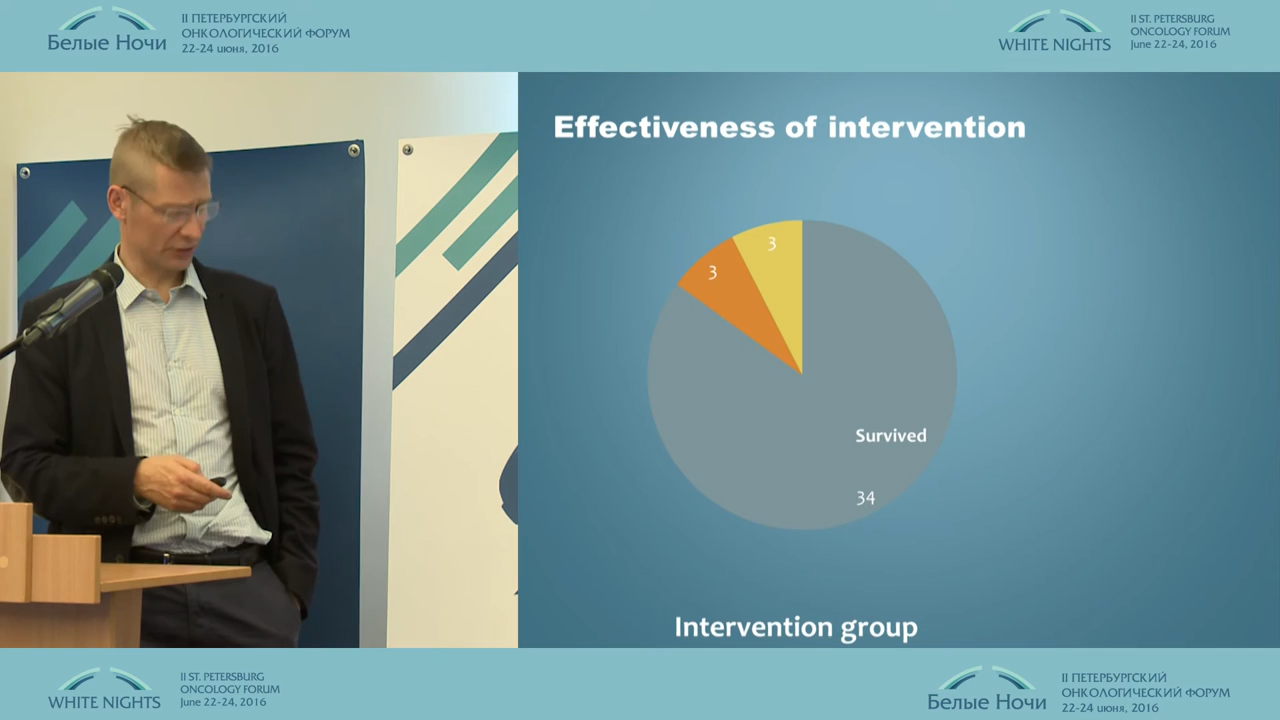 Белые Ночи
II ПЕТЕРБУРГСКИЙ
ОНКОЛОГИЧЕСКИЙ ФОРУМ
22-24 июня, 2016
WHITE NIGHTS
II ST. PETERSBURG
ONCOLOGY FORUM
June 22-24, 2016
Effectiveness of intervention
3
3
Survived
34
Intervention group
WHITE NIGHTS
II ST. PETERSBURG
ONCOLOGY FORUM
June 22-24, 2016
Белые Ночи
II ПЕТЕРБУРГСКИЙ
ОНКОЛОГИЧЕСКИЙ ФОРУМ
22-24 июня, 2016